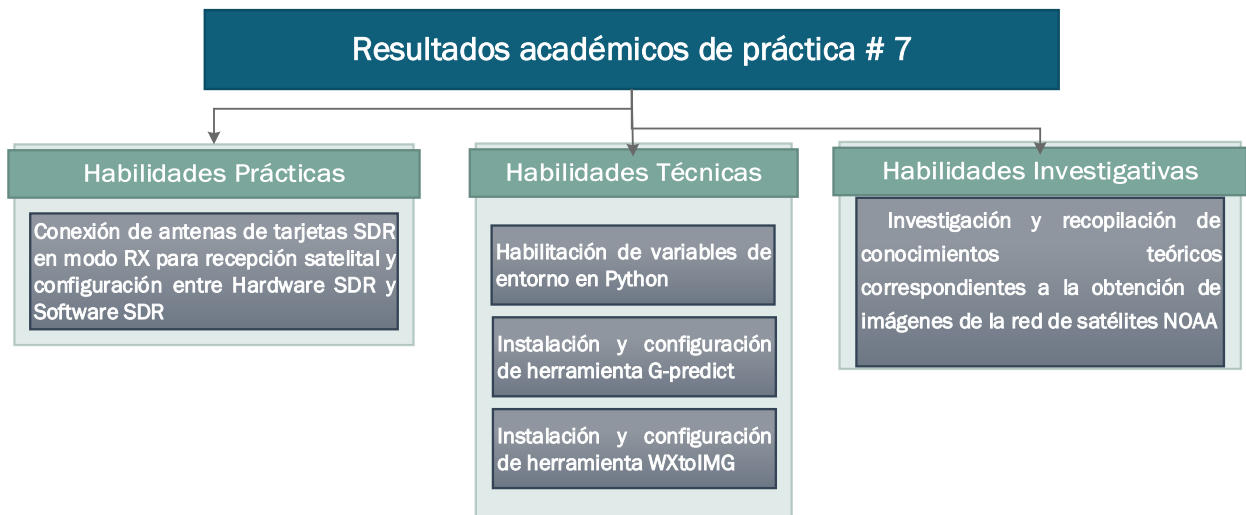 Resultados académicos de práctica # 7
Habilidades Prácticas
Conexión de antenas de tarjetas SDR
en modo RX para recepción satelital y
configuración entre Hardware SDR y
Software SDR
Habilidades Técnicas
Habilitación de variables de
entorno en Python
Instalación y configuración
de herramienta G-predict
Instalación y configuración
de herramienta WXtoIMG
Habilidades Investigativas
Investigación y recopilación de
conocimientos teóricos
correspondientes a la obtención de
imágenes de la red de satélites NOAA